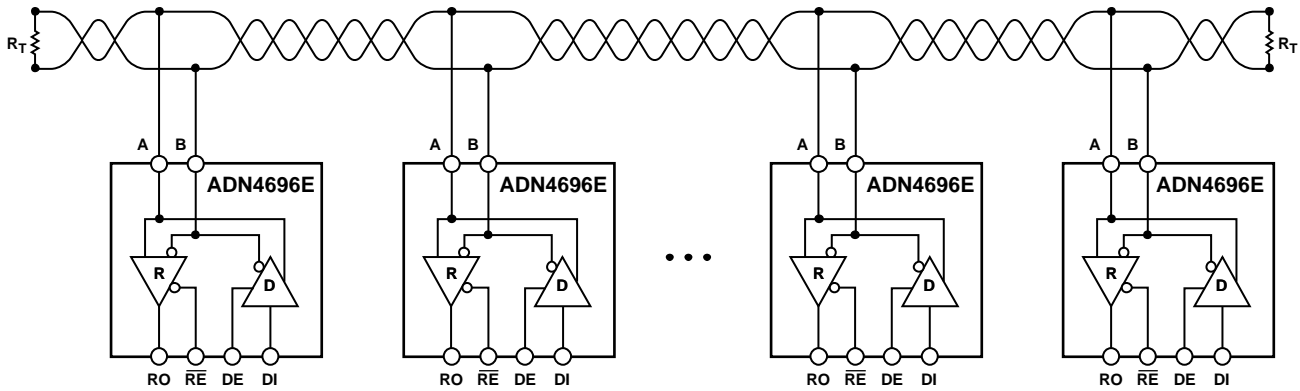 RT RT
A B A B A B A B
ADN4696E ADN4696E ADN4696E ADN4696E
R D R D R D R D
RO RE DE DI RO RE DE DI RO RE DE DI RO RE DE DI